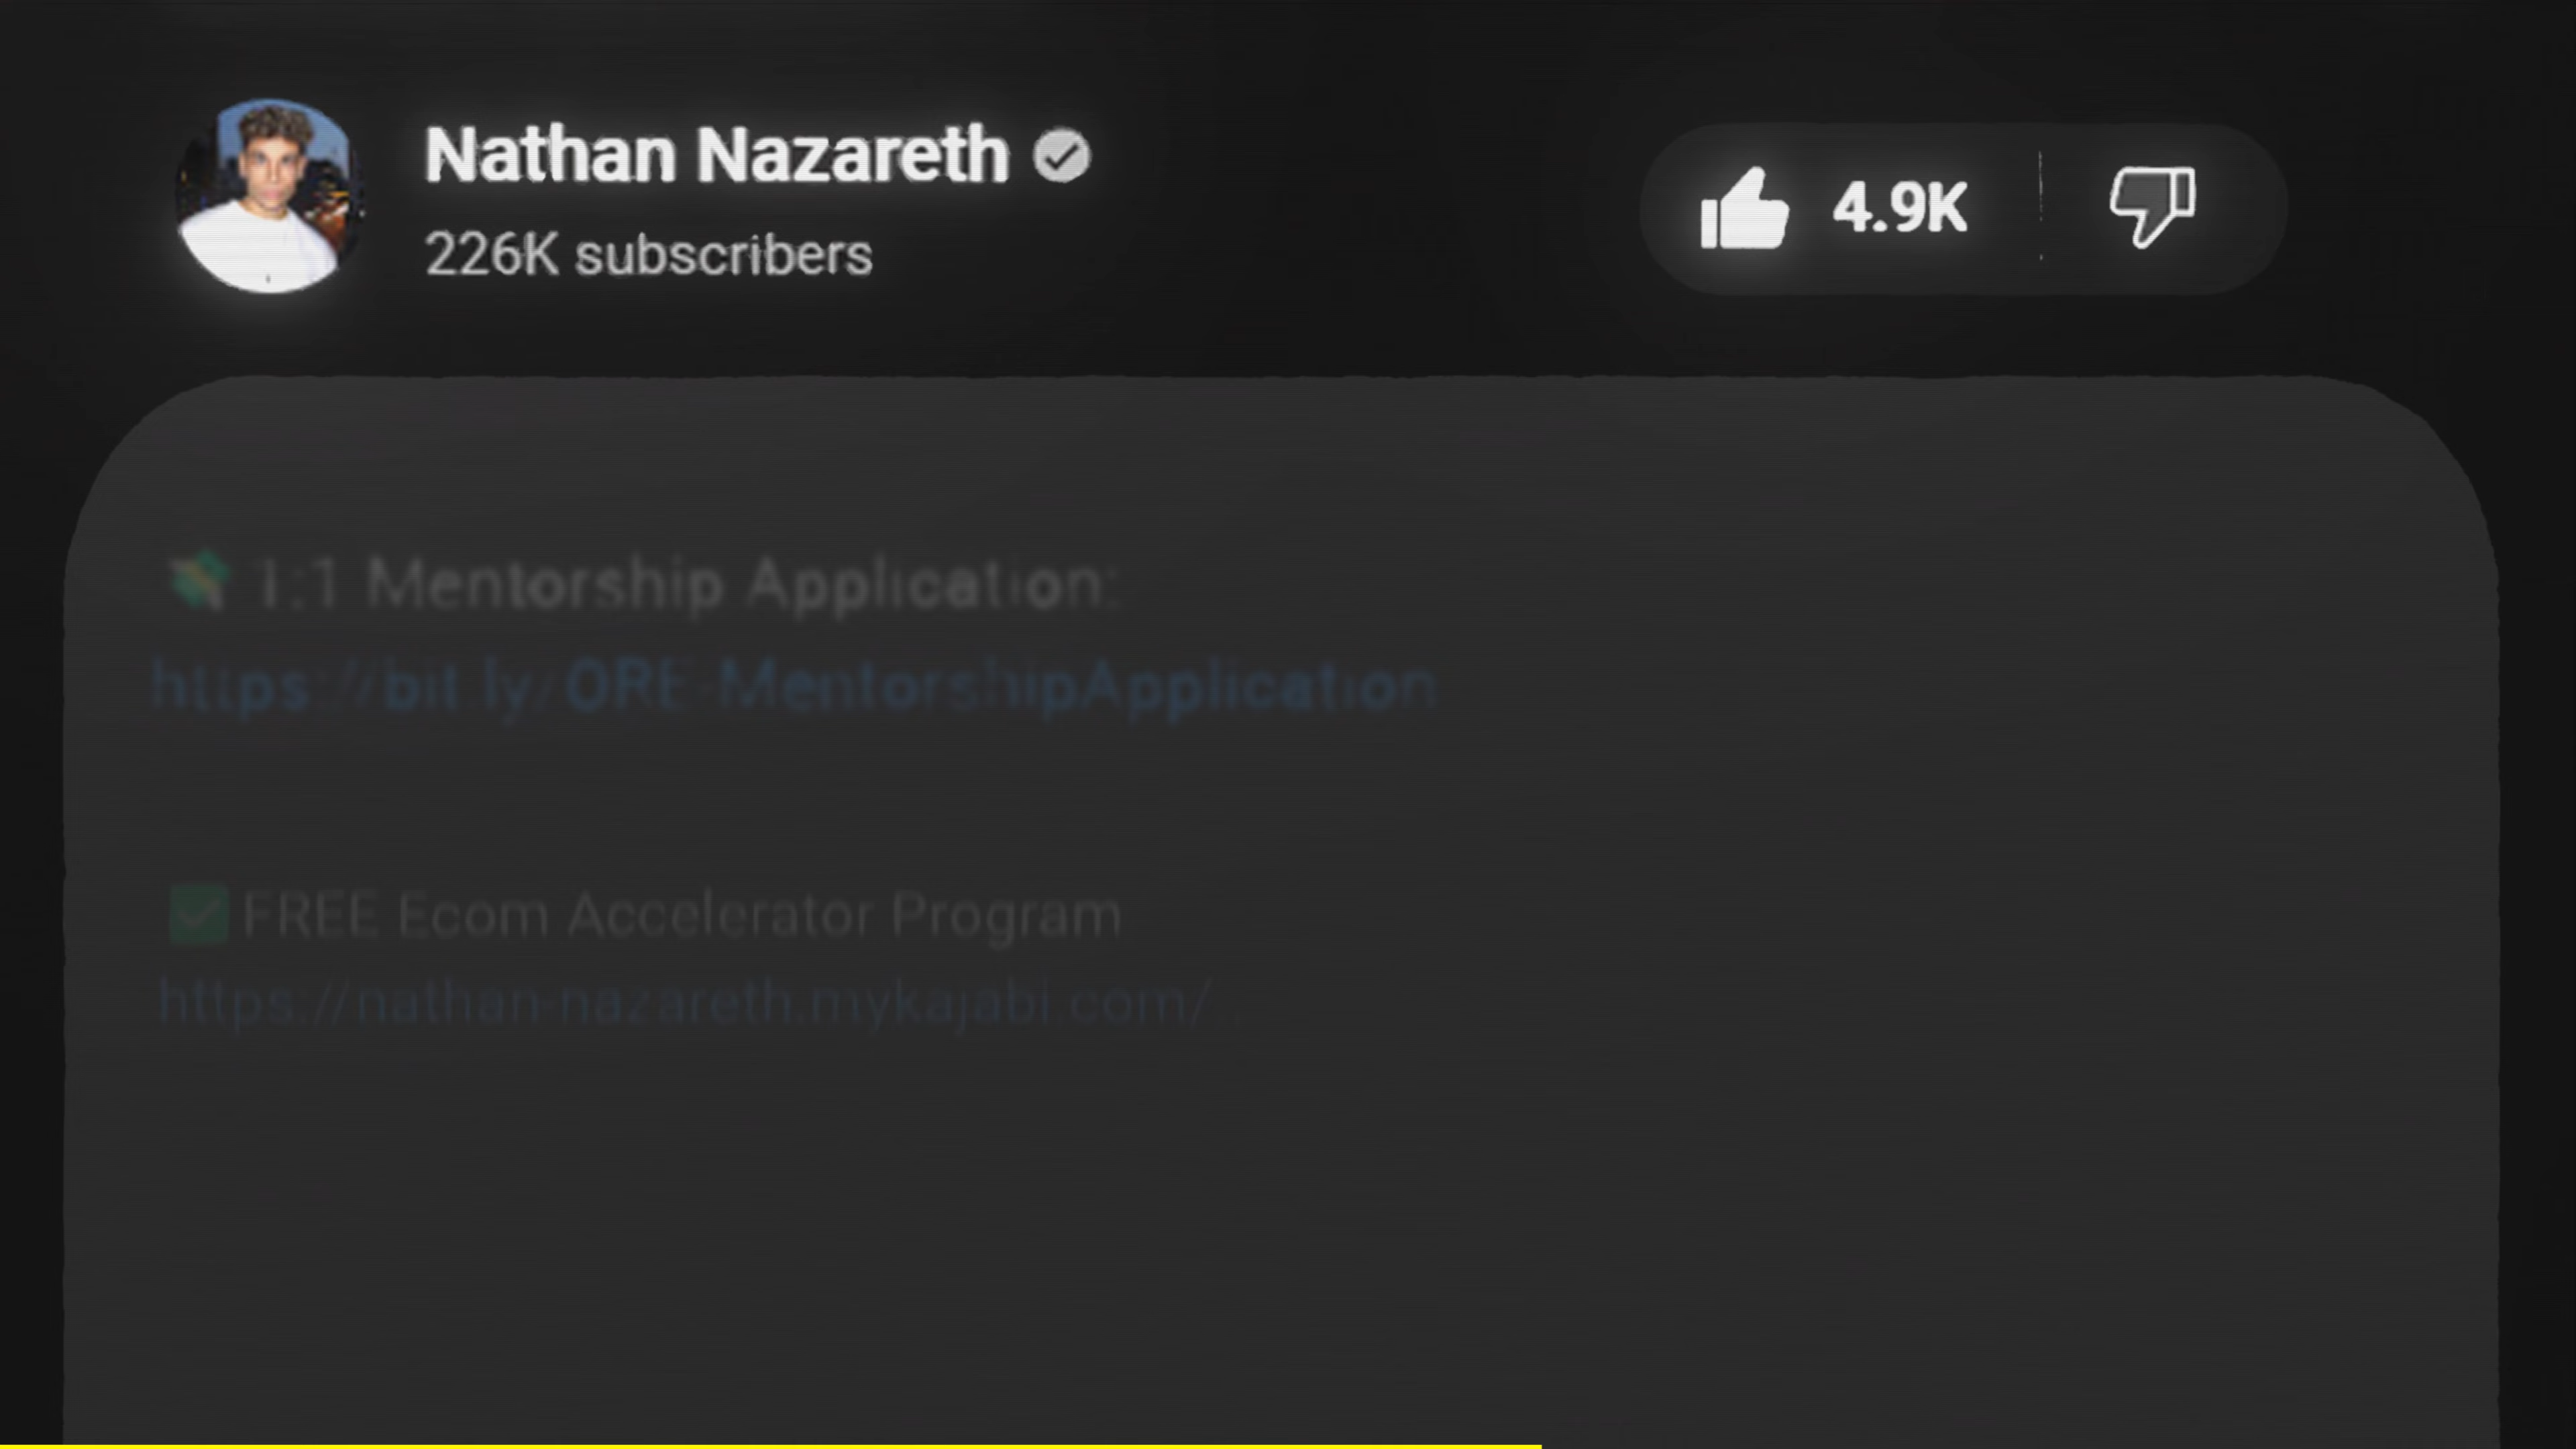 Nathan Nazareth
226K subscribers
4.9K
1:1 Mentorship Application:
https://bit.ly/ORE-MentorshipApplication
FREE Ecom Accelerator Program
https://nathan-nazareth.mykajabi.com/...